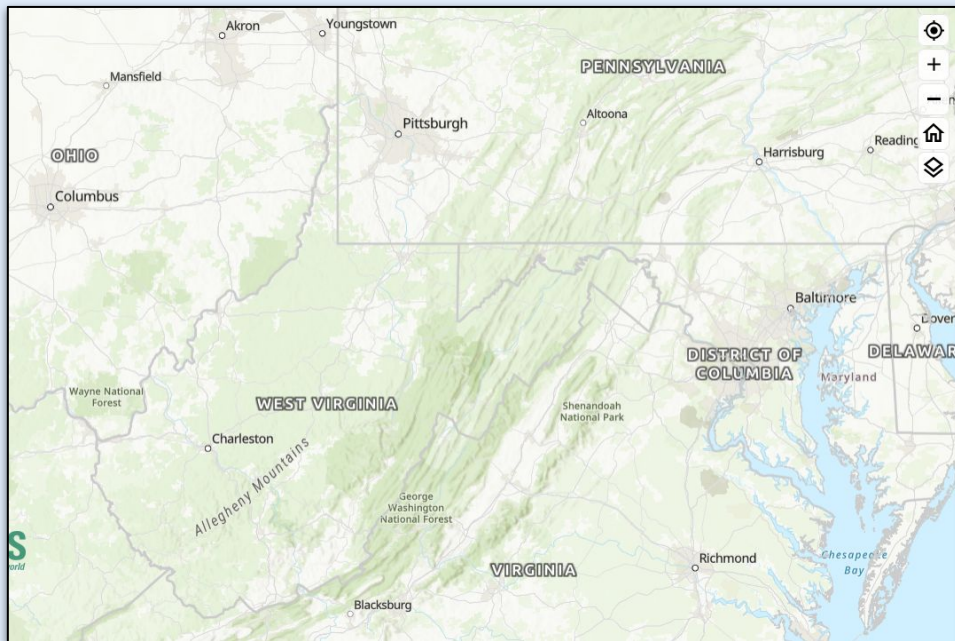 Akron
Youngstown
PENNSYLVANIA
Mansfield
Altoona
Pittsburgh
Harrisburg
Reading
OHIO
Columbus
Baltimore
DISTRICT OF
COLUMBIA
DELAWAR
Maryland
Wayne National
Forest
WEST VIRGINIA
Shenandoah
National Park
Charleston
Allegheny Mountains
George
Washington
National Forest
S
world
VIRGINIA
Richmond
Chesapeake
Bay
Blacksburg